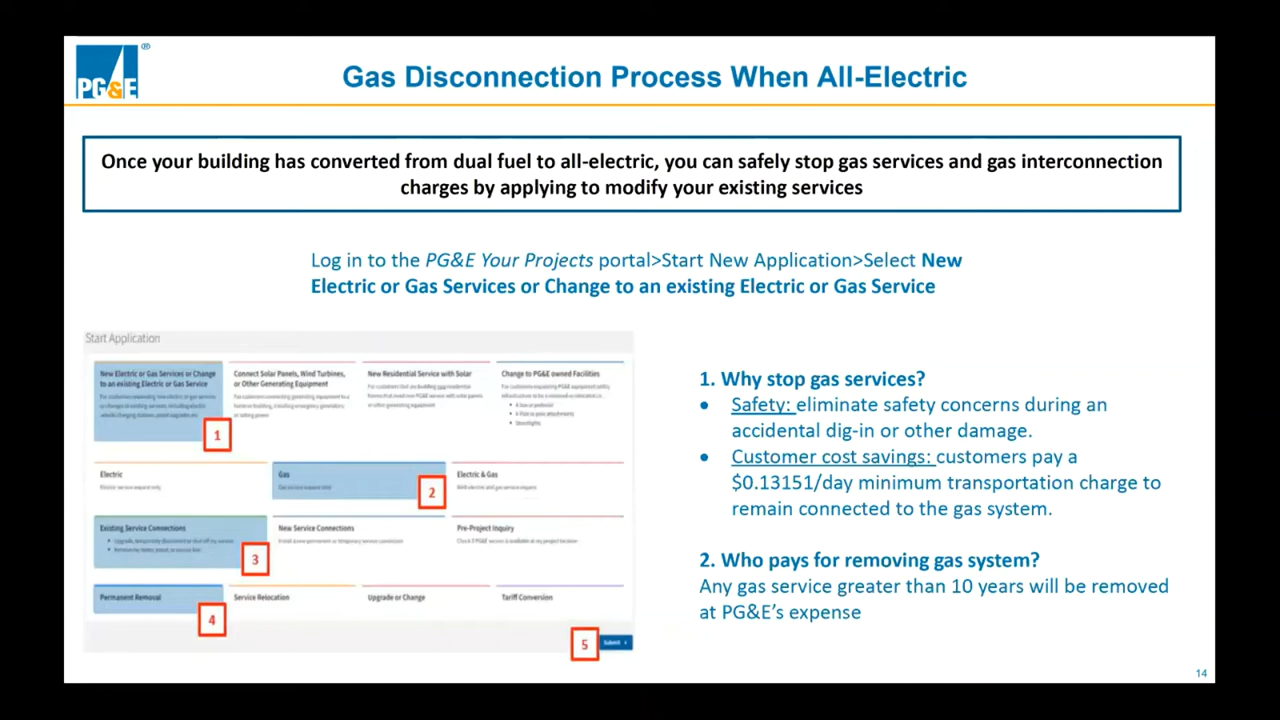 PG&E®
Gas Disconnection Process When All-Electric
Once your building has converted from dual fuel to all-electric, you can safely stop gas services and gas interconnection
charges by applying to modify your existing services
Log in to the PG&E Your Projects portal>Start New Application>Select New
Electric or Gas Services or Change to an existing Electric or Gas Service
Start Application
New Electric or Gas Services or Change
to an existing Electric or Gas Service
1
Connect Solar Panels, Wind Turbines,
or Other Generating Equipment
New Residential Service with Solar
Change to PG&E owned Facilities
Electric
Gas
2
Electric & Gas
Existing Service Connections
3
New Service Connections
Pre-Project Inquiry
Permanent Removal
4
Service Relocation
Upgrade or Change
Tariff Conversion
5
Submit
1. Why stop gas services?
• Safety: eliminate safety concerns during an
accidental dig-in or other damage.
• Customer cost savings: customers pay a
$0.13151/day minimum transportation charge to
remain connected to the gas system.
2. Who pays for removing gas system?
Any gas service greater than 10 years will be removed
at PG&E’s expense
14